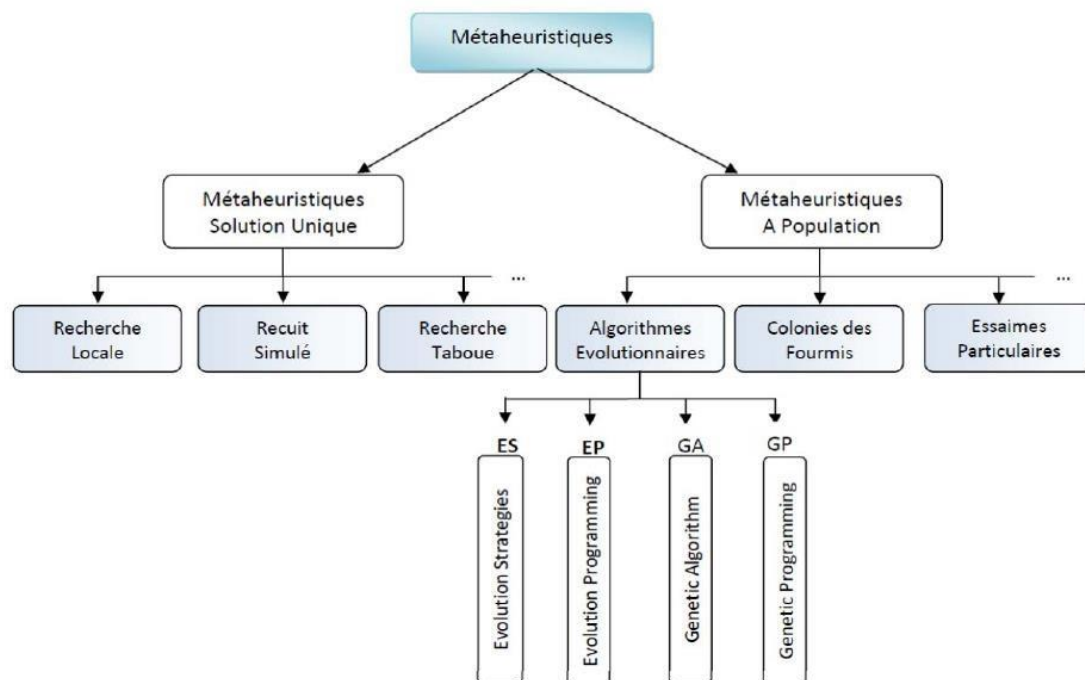 Métaheuristiques
Métaheuristiques
Solution Unique
Métaheuristiques
A Population
...
...
Recherche
Locale
Recuit
Simulé
Recherche
Taboue
Algorithmes
Evolutionnaires
Colonies des
Fourmis
Essaimes
Particulaires
ES
EP
GA
GP
Evolution Strategies
Evolution Programming
Genetic Algorithm
Genetic Programming